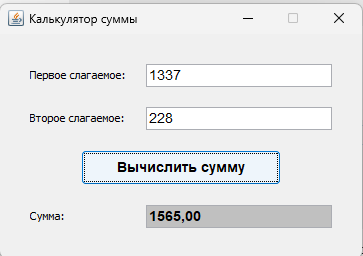 Калькулятор суммы
Первое слагаемое: 1337
Второе слагаемое: 228
Вычислить сумму
Сумма: 1565,00